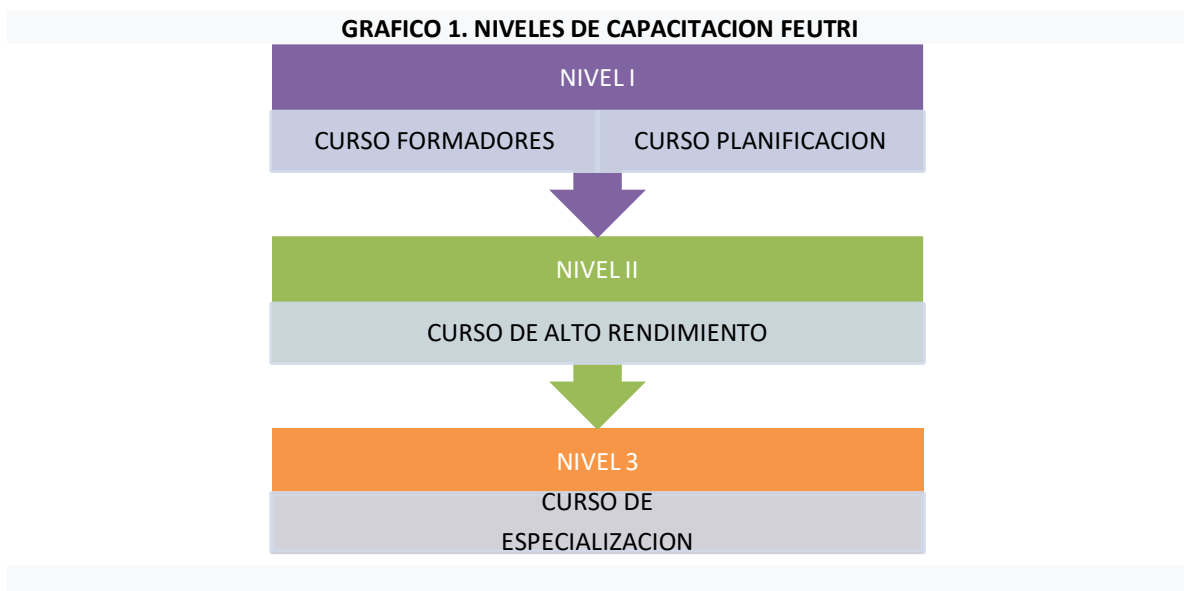 GRAFICO 1. NIVELES DE CAPACITACION FEUTRI
NIVEL I
CURSO FORMADORES
CURSO PLANIFICACION
NIVEL II
CURSO DE ALTO RENDIMIENTO
NIVEL 3
CURSO DE
ESPECIALIZACION